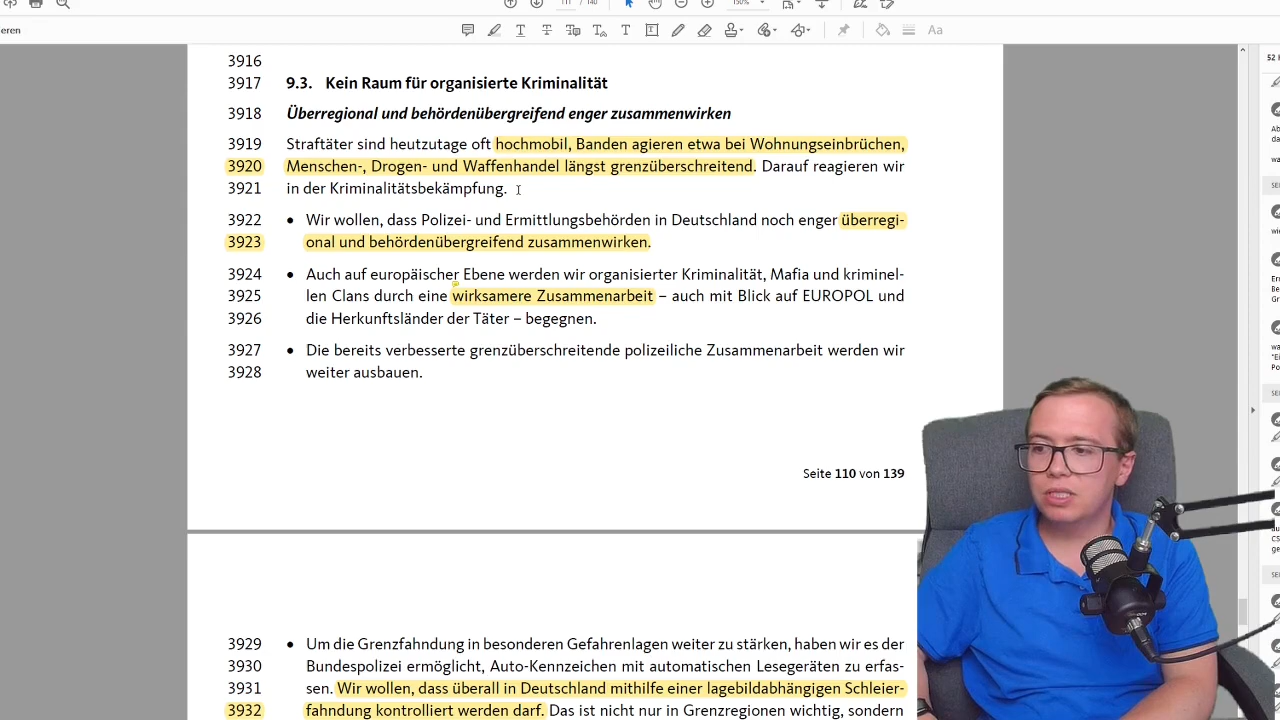 111 / 140
150%
eren
Aa
52
3916
3917 9.3. Kein Raum für organisierte Kriminalität
3918 Überregional und behördenübergreifend enger zusammenwirken
3919 Straftäter sind heutzutage oft hochmobil, Banden agieren etwa bei Wohnungseinbrüchen,
3920 Menschen-, Drogen- und Waffenhandel längst grenzüberschreitend. Darauf reagieren wir
3921 in der Kriminalitätsbekämpfung.
3922 • Wir wollen, dass Polizei- und Ermittlungsbehörden in Deutschland noch enger überregi-
3923 onal und behördenübergreifend zusammenwirken.
3924 • Auch auf europäischer Ebene werden wir organisierter Kriminalität, Mafia und kriminel-
3925 len Clans durch eine wirksamere Zusammenarbeit – auch mit Blick auf EUROPOL und
3926 die Herkunftsländer der Täter – begegnen.
3927 • Die bereits verbesserte grenzüberschreitende polizeiliche Zusammenarbeit werden wir
3928 weiter ausbauen.
Seite 110 von 139
3929 • Um die Grenzfahndung in besonderen Gefahrenlagen weiter zu stärken, haben wir es der
3930 Bundespolizei ermöglicht, Auto-Kennzeichen mit automatischen Lesegeräten zu erfas-
3931 sen. Wir wollen, dass überall in Deutschland mithilfe einer lagebildabhängigen Schleier-
3932 fahndung kontrolliert werden darf. Das ist nicht nur in Grenzregionen wichtig, sondern